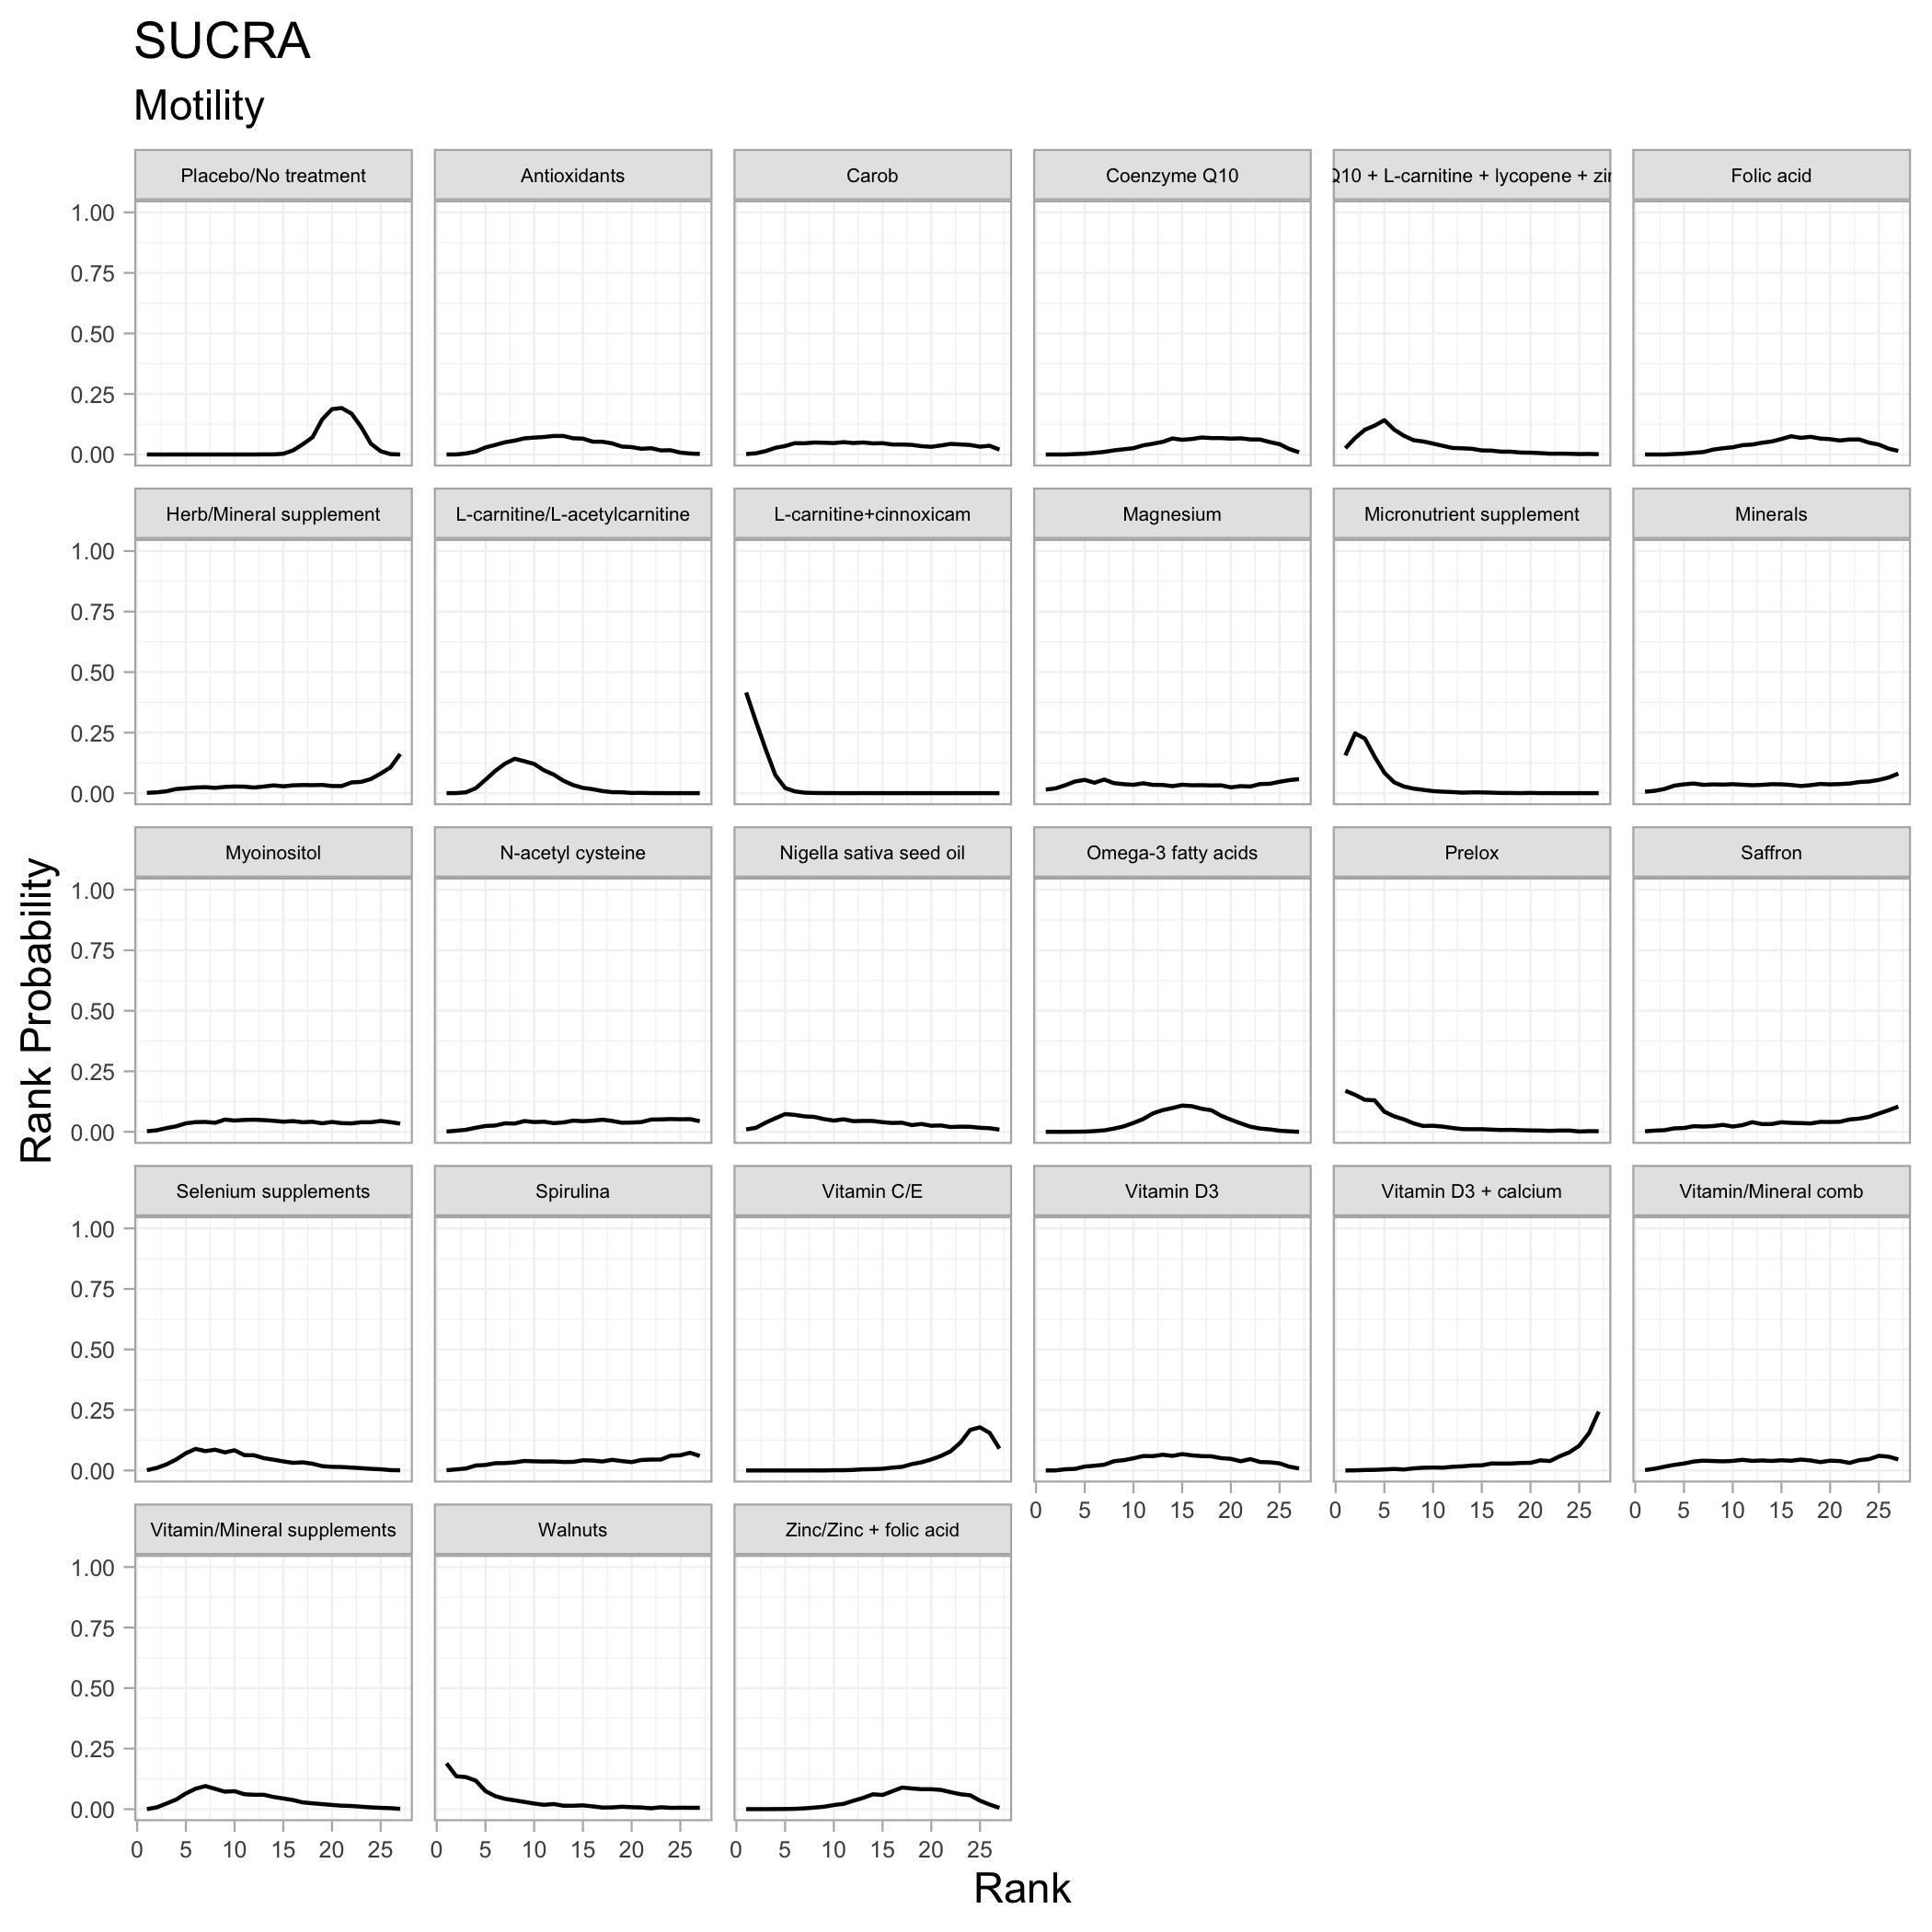 SUCRA
Motility
Placebo/No treatment
Antioxidants
Carob
Coenzyme Q10
Q10 + L-carnitine + lycopene + zin
Folic acid
1.00
0.75
0.50
0.25
0.00
Herb/Mineral supplement
L-carnitine/L-acetylcarnitine
L-carnitine+cinnoxicam
Magnesium
Micronutrient supplement
Minerals
1.00
0.75
0.50
0.25
0.00
Myoinositol
N-acetyl cysteine
Nigella sativa seed oil
Omega-3 fatty acids
Prelox
Saffron
1.00
0.75
0.50
0.25
0.00
Rank Probability
Selenium supplements
Spirulina
Vitamin C/E
Vitamin D3
Vitamin D3 + calcium
Vitamin/Mineral comb
1.00
0.75
0.50
0.25
0.00
0 5 10 15 20 25
0 5 10 15 20 25
0 5 10 15 20 25
Vitamin/Mineral supplements
Walnuts
Zinc/Zinc + folic acid
1.00
0.75
0.50
0.25
0.00
0 5 10 15 20 25
0 5 10 15 20 25
0 5 10 15 20 25
Rank